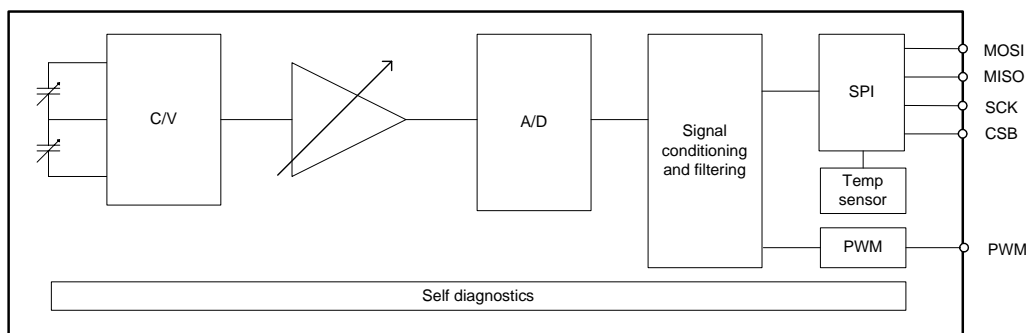 C/V
A/D
Signal
conditioning
and filtering
SPI
Temp
sensor
PWM
MOSI
MISO
SCK
CSB
PWM
Self diagnostics